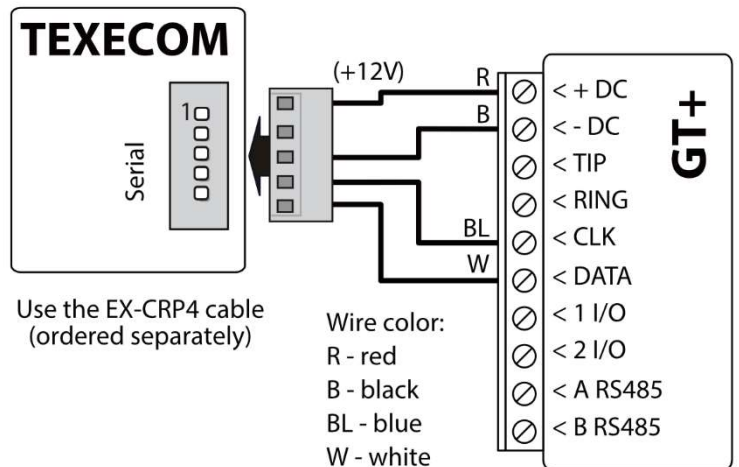 TEXECOM
1
Serial
(+12V)
R
B
BL
W
< + DC
< - DC
< TIP
< RING
< CLK
< DATA
< 1 I/O
< 2 I/O
< A RS485
< B RS485
GT+
Use the EX-CRP4 cable
(ordered separately)
Wire color:
R - red
B - black
BL - blue
W - white